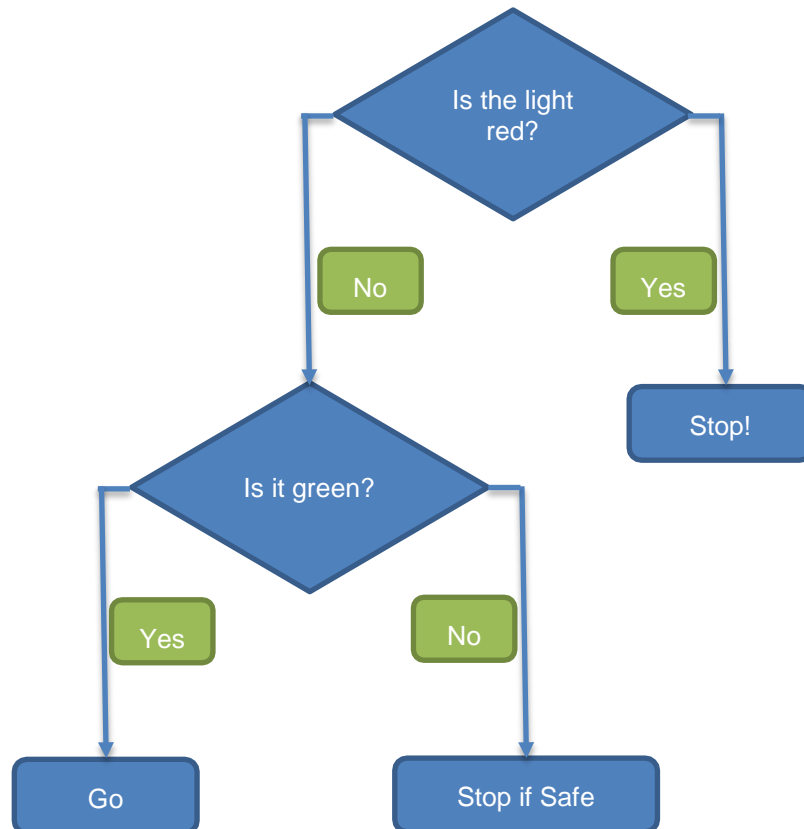 Is the light
red?
No
Yes
Stop!
Is it green?
Yes
No
Go
Stop if Safe